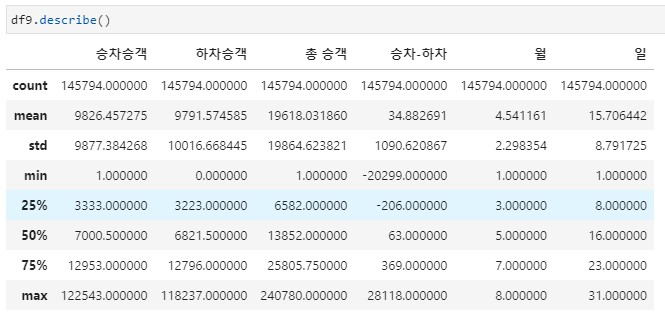 df9.describe()
승차승객 하차승객 총 승객 승차-하차 월 일
count 145794.000000 145794.000000 145794.000000 145794.000000 145794.000000 145794.000000
mean 9826.457275 9791.574585 19618.031860 34.882691 4.541161 15.706442
std 9877.384268 10016.668445 19864.623821 1090.620867 2.298354 8.791725
min 1.000000 0.000000 1.000000 -20299.000000 1.000000 1.000000
25% 3333.000000 3223.000000 6582.000000 -206.000000 3.000000 8.000000
50% 7000.500000 6821.500000 13852.000000 63.000000 5.000000 16.000000
75% 12953.000000 12796.000000 25805.750000 369.000000 7.000000 23.000000
max 122543.000000 118237.000000 240780.000000 28118.000000 8.000000 31.000000